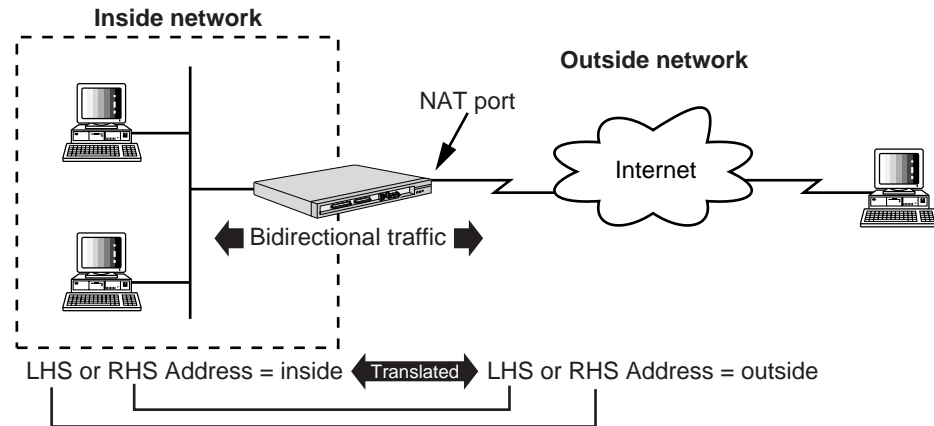 Inside network
Outside network
NAT port
Internet
Bidirectional traffic
LHS or RHS Address = inside Translated LHS or RHS Address = outside